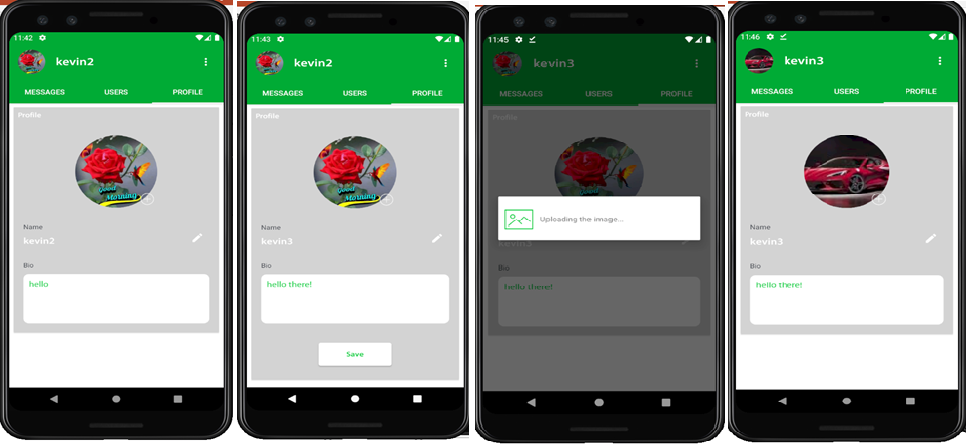 11:42
kevin2
MESSAGES USERS PROFILE
Profile
Good
Morning
Name
kevin2
Bio
hello
11:43
kevin2
MESSAGES USERS PROFILE
Profile
Good
Morning
Name
kevin3
Bio
hello there!
Save
11:45
kevin3
MESSAGES USERS PROFILE
Profile
Uploading the image...
kevin3
Bio
hello there!
11:46
kevin3
MESSAGES USERS PROFILE
Profile
Name
kevin3
Bio
hello there!